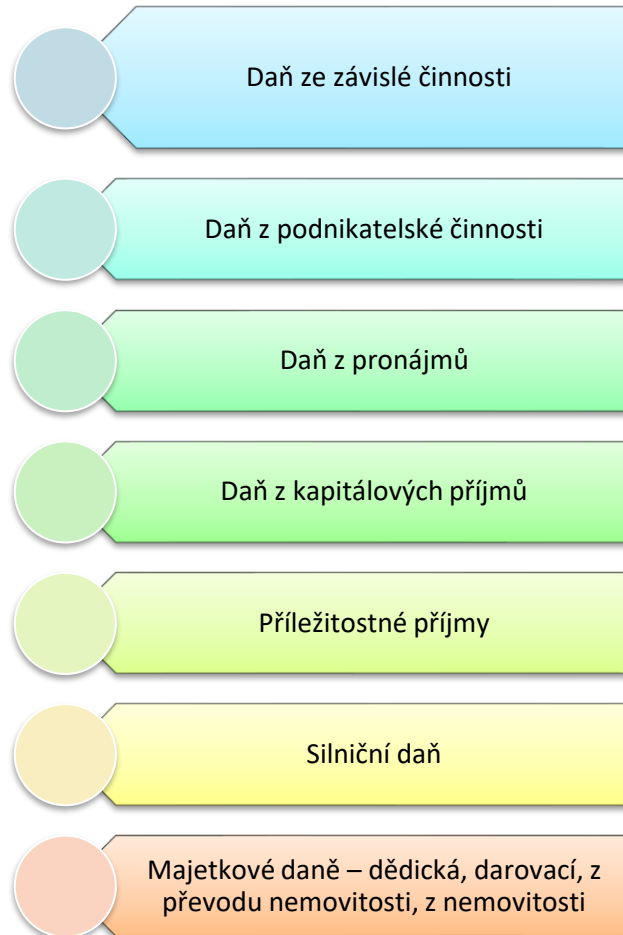 Daň ze závislé činnosti
Daň z podnikatelské činnosti
Daň z pronájmů
Daň z kapitálových příjmů
Příležitostné příjmy
Silniční daň
Majetkové daně – dědická, darovací, z
převodu nemovitosti, z nemovitosti